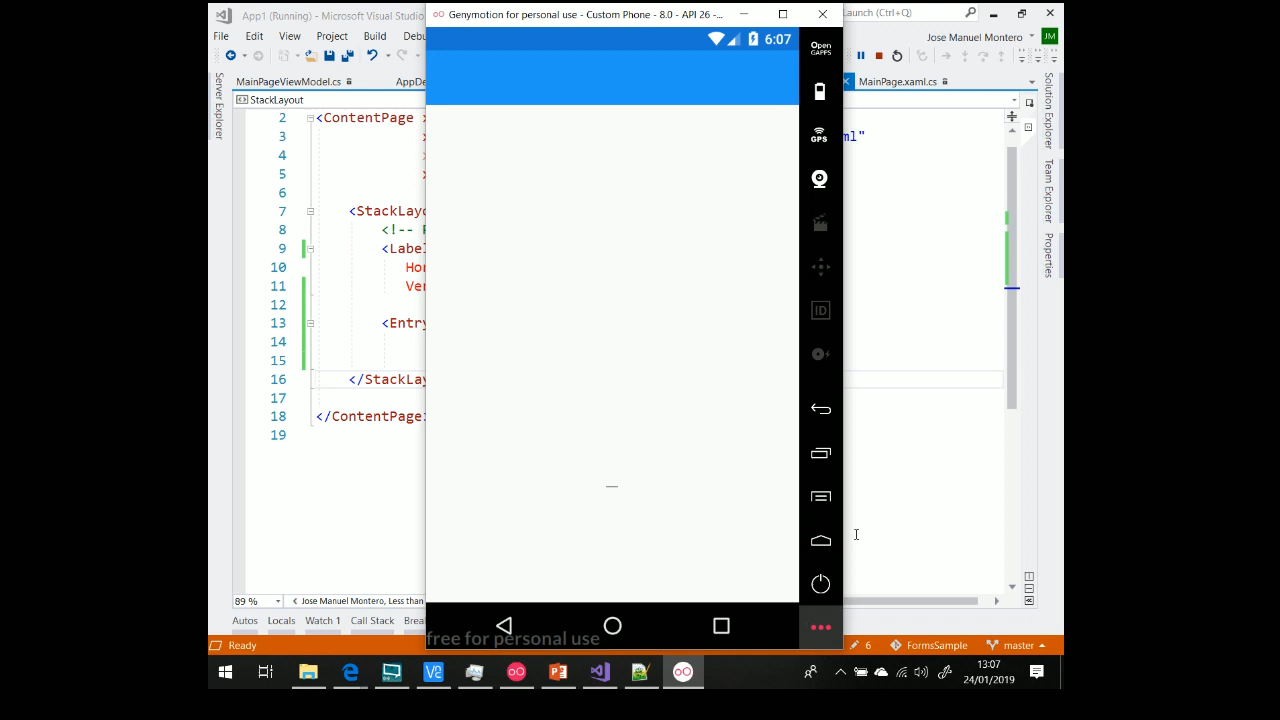 App1 (Running) - Microsoft Visual Studio
Genymotion for personal use - Custom Phone - 8.0 - API 26 -...
Launch (Ctrl+Q)
File Edit View Project Build
Jose Manuel Montero
JM
6:07
Open
GAPPS
MainPageViewModel.cs
MainPage.xaml.cs
StackLayout
Server Explorer
Solution Explorer
Team Explorer
Properties
GPS
ID
2 <ContentPage
3
4
5
6
7 <StackLayo
8 <!--
9 <Label
10 Hor
11 Ver
12
13 <Entry
14
15
16 </StackLay
17
18 </ContentPage>
19
ml"
89 %
Jose Manuel Montero, Less than
Autos Locals Watch 1 Call Stack
free for personal use
Ready
6
FormsSample
master
13:07
24/01/2019